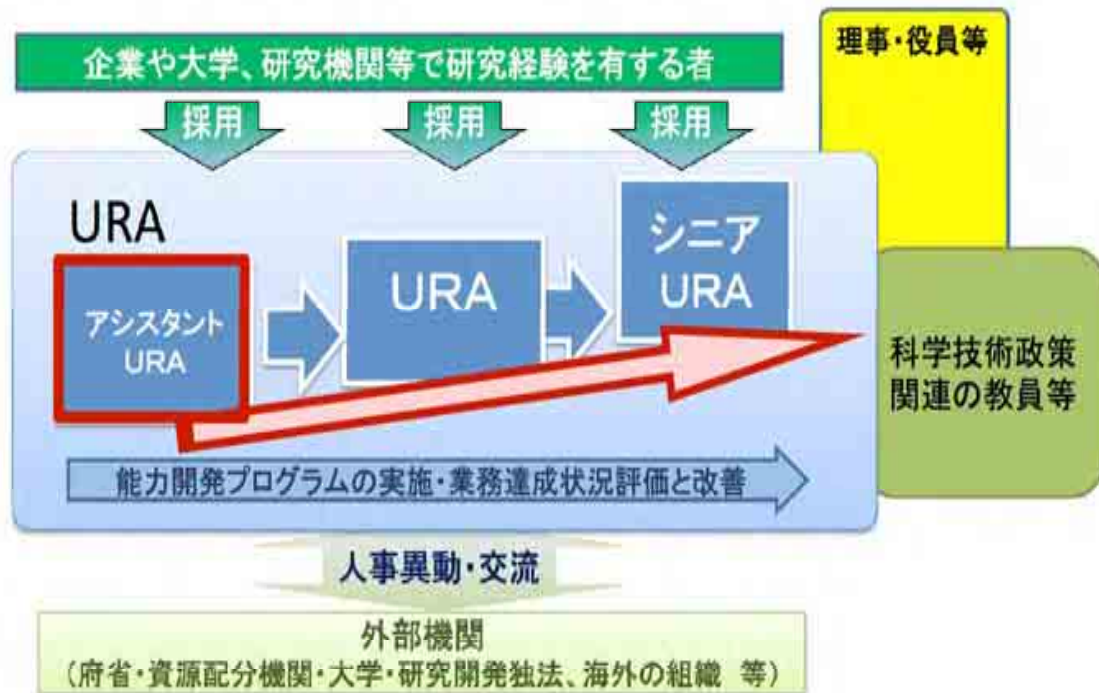 理事・役員等
企業や大学、研究機関等で研究経験を有する者
採用
採用
採用
URA
アシスタント
URA
URA
シニア
URA
科学技術政策
関連の教員等
能力開発プログラムの実施・業務達成状況評価と改善
人事異動・交流
外部機関
(府省・資源配分機関・大学・研究開発独法、海外の組織 等)